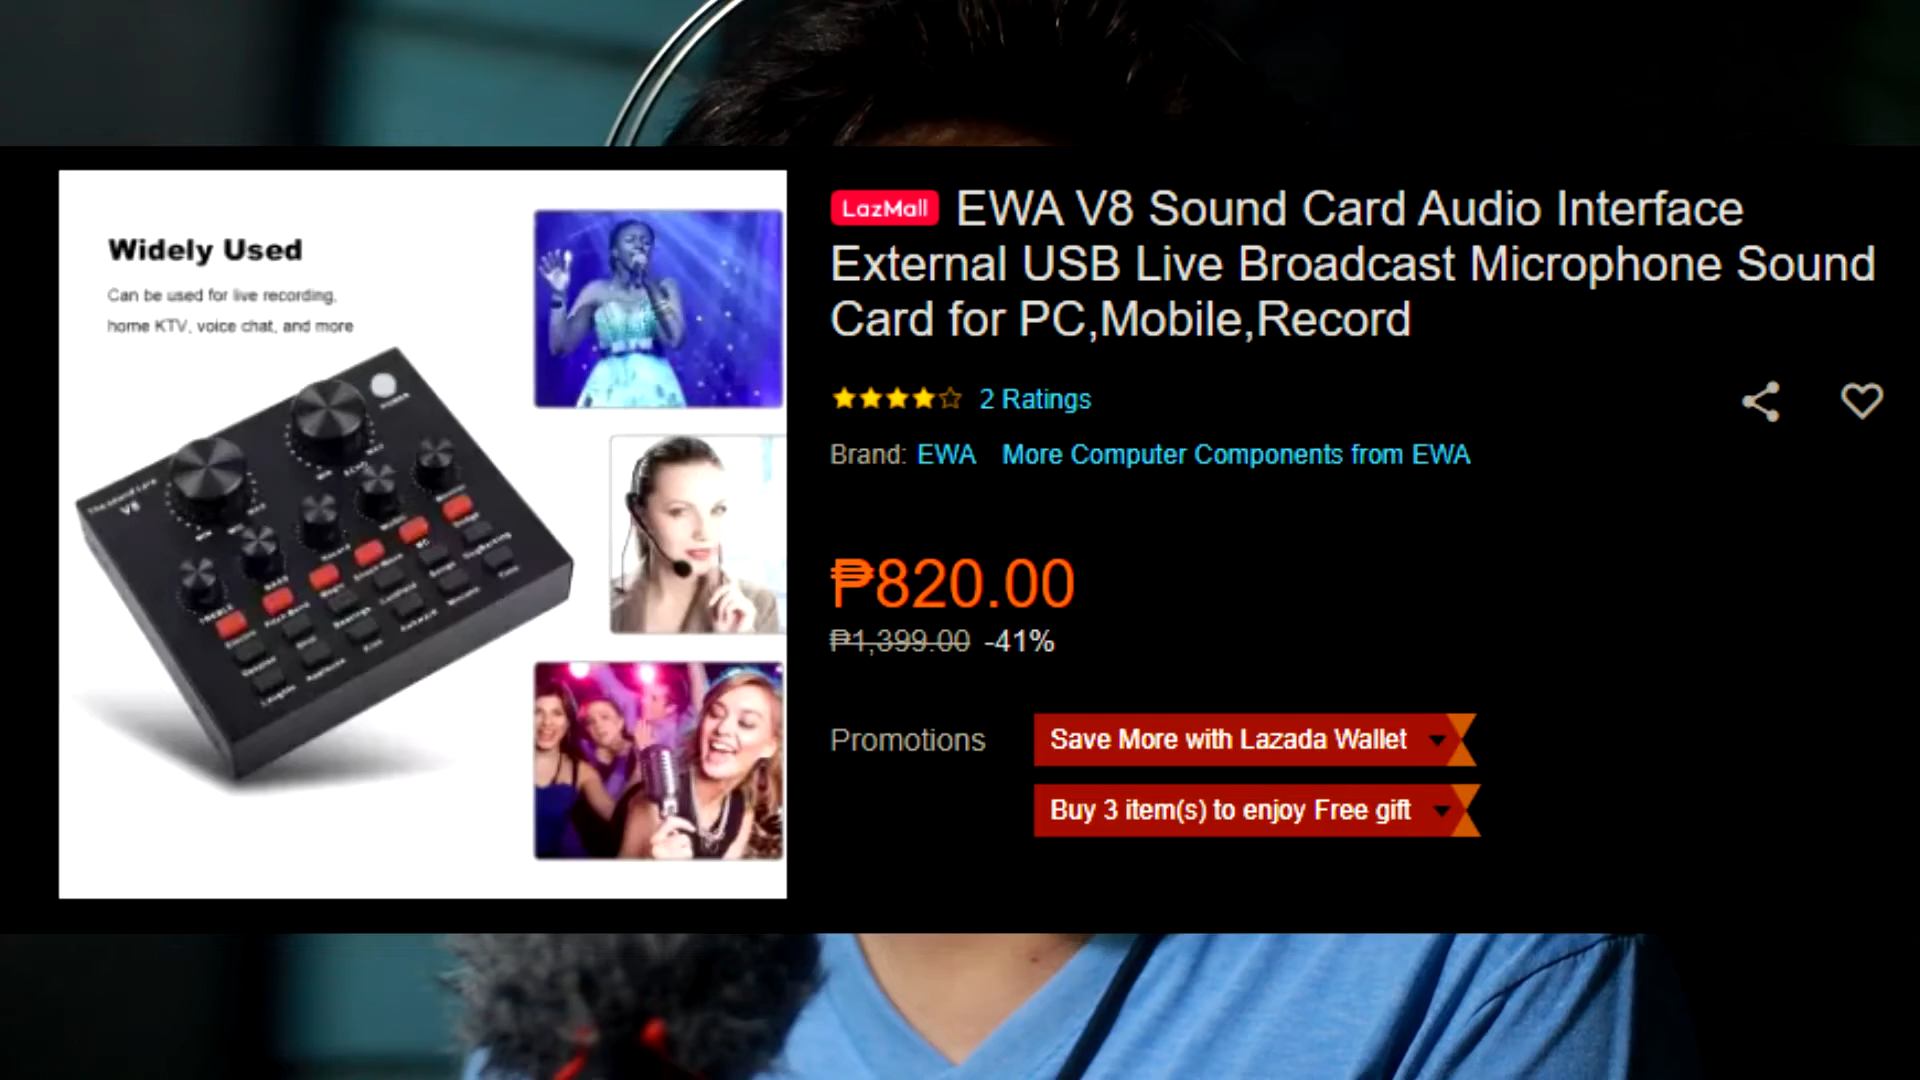 Widely Used
Can be used for live recording,
home KTV, voice chat, and more
POWER
V8
LazMall EWA V8 Sound Card Audio Interface
External USB Live Broadcast Microphone Sound
Card for PC,Mobile,Record
2 Ratings
Brand: EWA More Computer Components from EWA
₱820.00
₱1,399.00 -41%
Promotions
Save More with Lazada Wallet
Buy 3 item(s) to enjoy Free gift